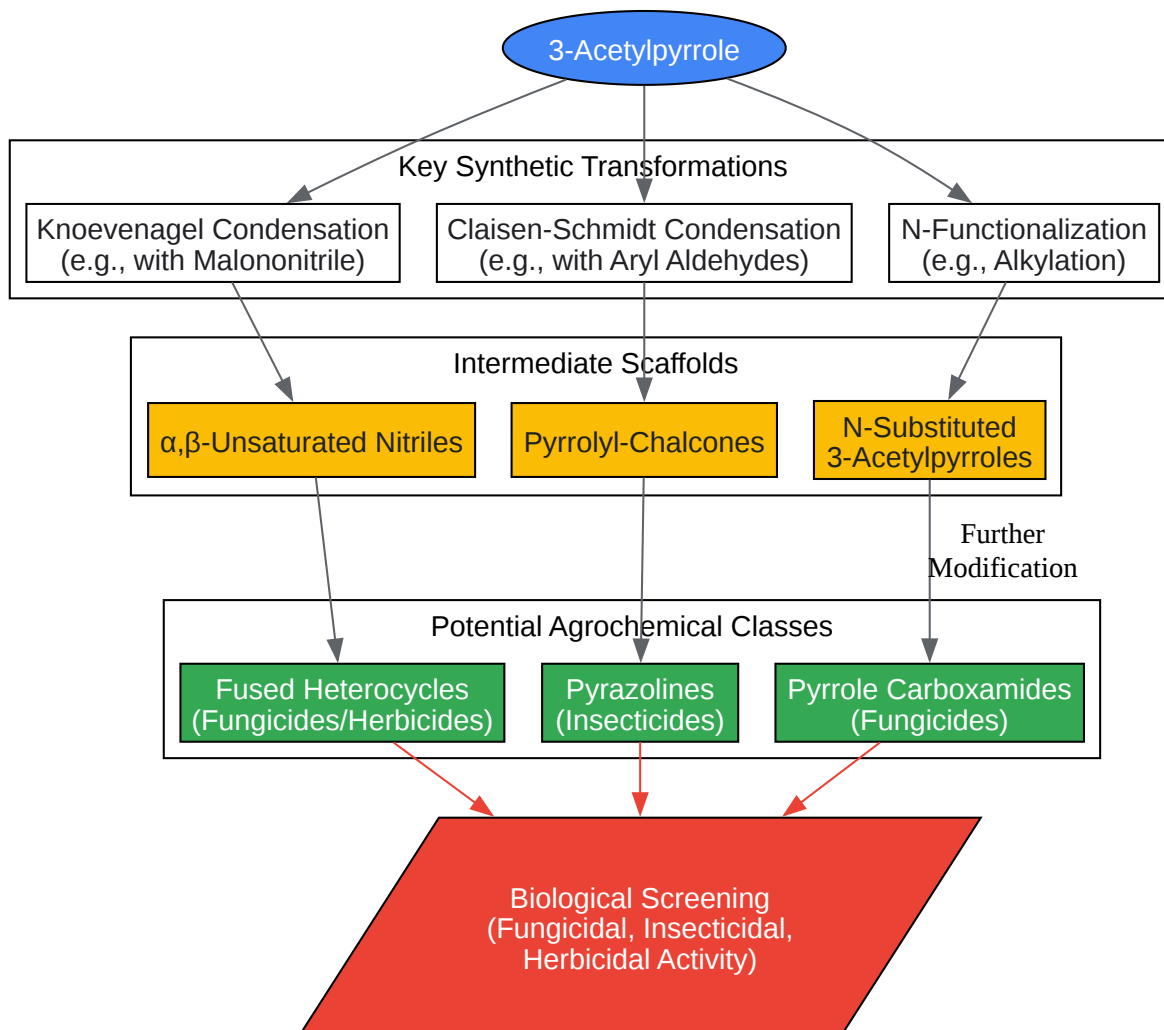 3-Acetylpyrrole
Key Synthetic Transformations
Knoevenagel Condensation
(e.g., with Malononitrile)
Claisen-Schmidt Condensation
(e.g., with Aryl Aldehydes)
N-Functionalization
(e.g., Alkylation)
Intermediate Scaffolds
α,β-Unsaturated Nitriles
Pyrrolyl-Chalcones
N-Substituted
3-Acetylpyrroles
Further
Modification
Potential Agrochemical Classes
Fused Heterocycles
(Fungicides/Herbicides)
Pyrazolines
(Insecticides)
Pyrrole Carboxamides
(Fungicides)
Biological Screening
(Fungicidal, Insecticidal,
Herbicidal Activity)